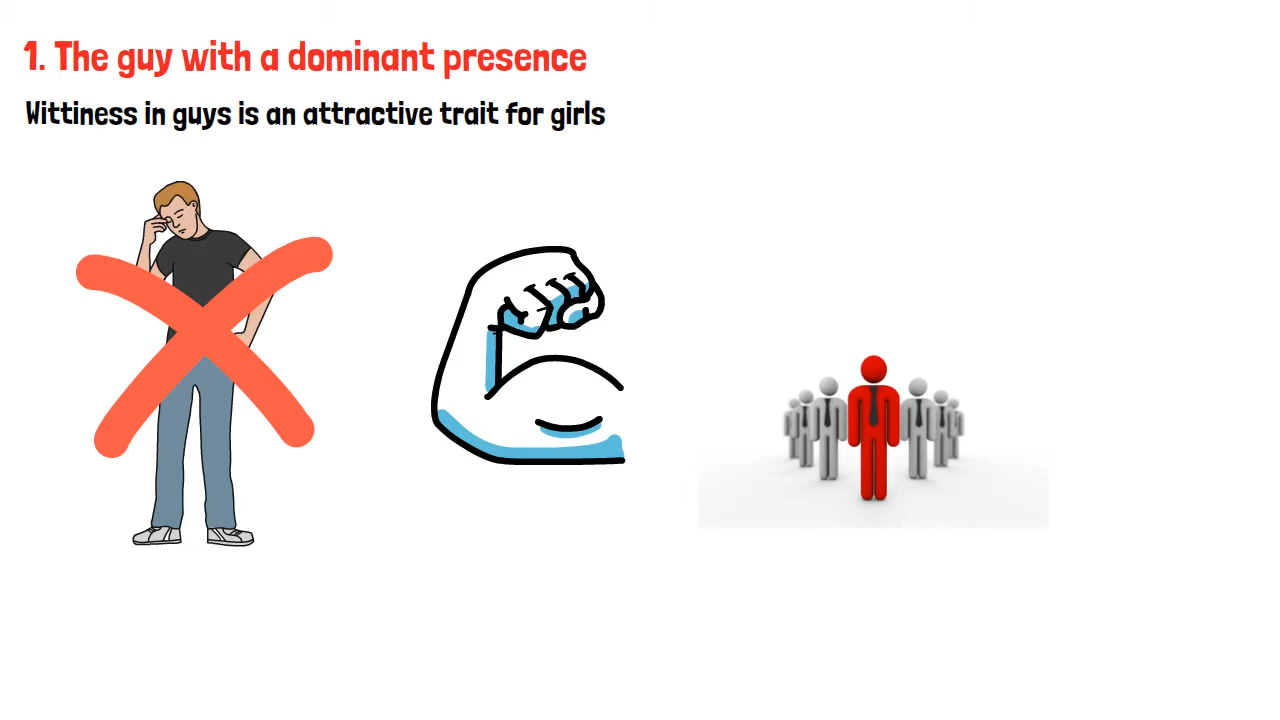 1. The guy with a dominant presence
Wittiness in guys is an attractive trait for girls